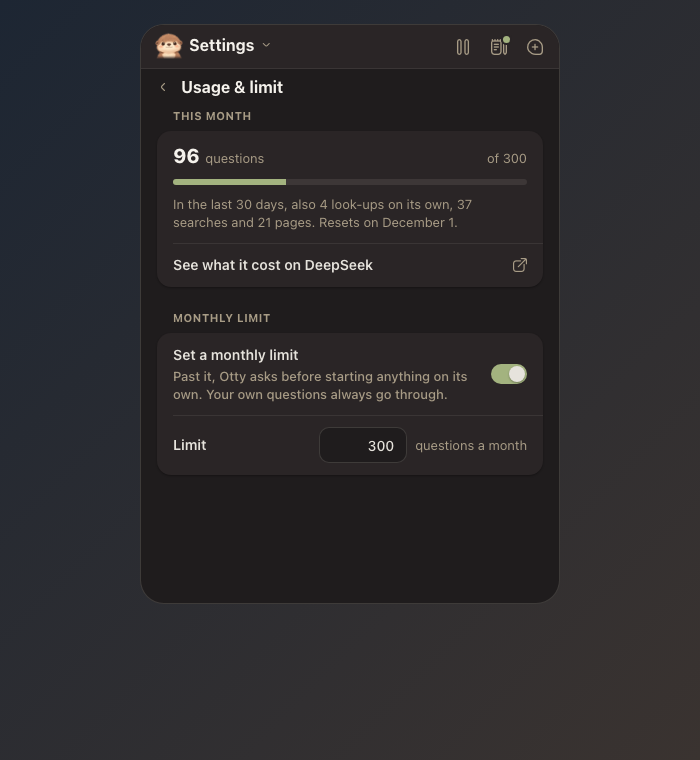 Settings
Usage & limit
THIS MONTH
96 questions
of 300
In the last 30 days, also 4 look-ups on its own, 37
searches and 21 pages. Resets on December 1.
See what it cost on DeepSeek
MONTHLY LIMIT
Set a monthly limit
Past it, Otty asks before starting anything on its
own. Your own questions always go through.
Limit
300
questions a month